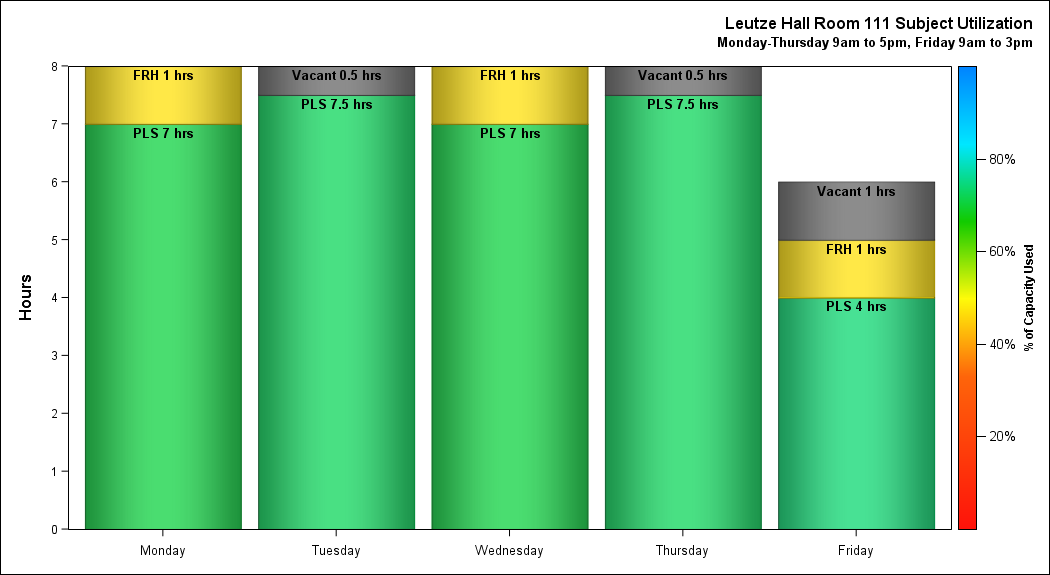 Leutze Hall Room 111 Subject Utilization
Monday-Thursday 9am to 5pm, Friday 9am to 3pm
Hours
8
7
6
5
4
3
2
1
0
FRH 1 hrs
PLS 7 hrs
Vacant 0.5 hrs
PLS 7.5 hrs
FRH 1 hrs
PLS 7 hrs
Vacant 0.5 hrs
PLS 7.5 hrs
Vacant 1 hrs
FRH 1 hrs
PLS 4 hrs
Monday
Tuesday
Wednesday
Thursday
Friday
80%
60%
40%
20%
% of Capacity Used